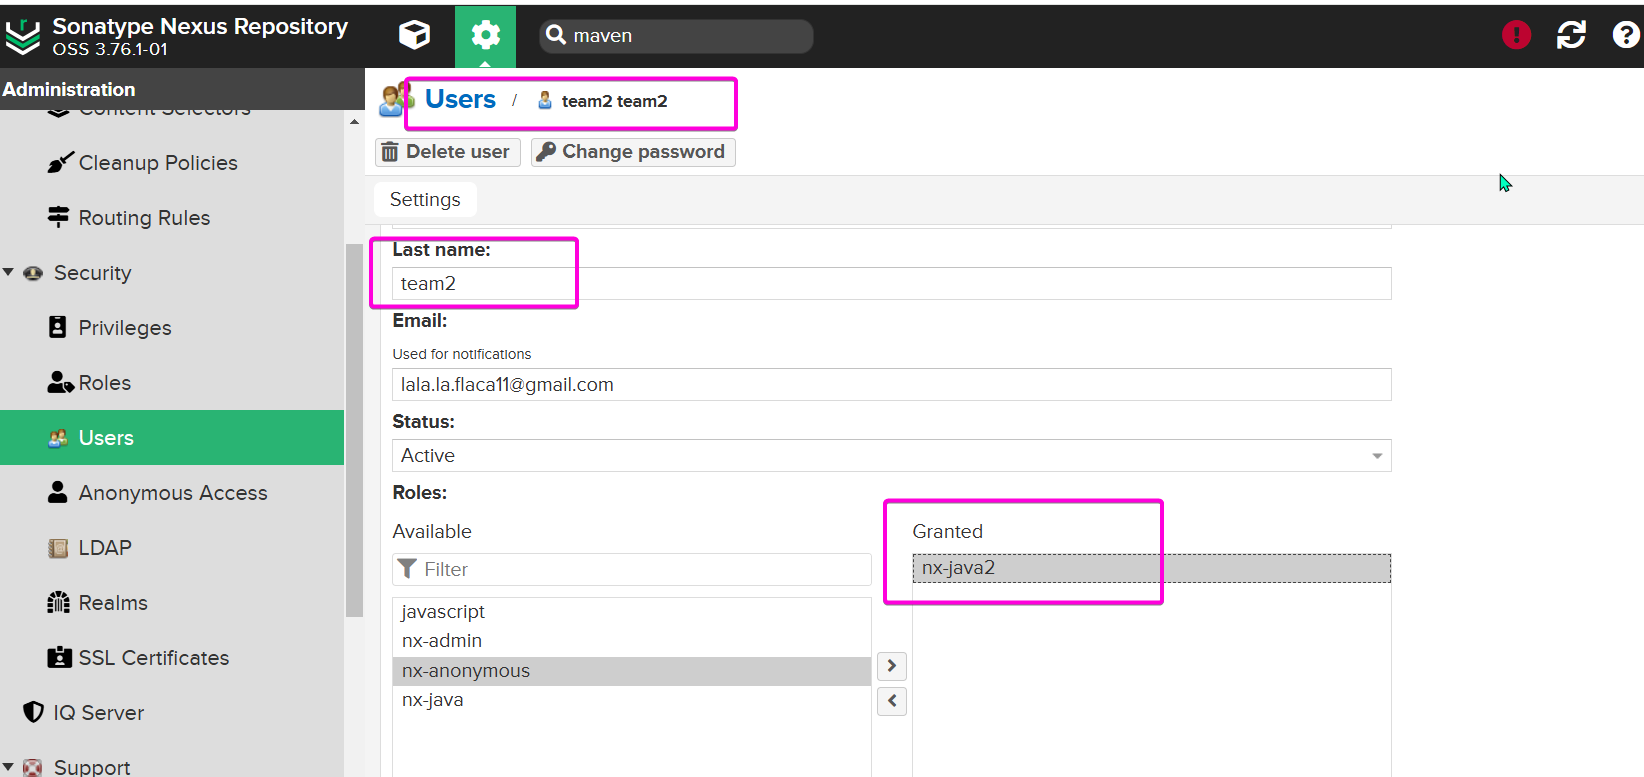 Sonatype Nexus Repository
OSS 3.76.1-01
maven
Administration
Content Selectors
Cleanup Policies
Routing Rules
Security
Privileges
Roles
Users
Anonymous Access
LDAP
Realms
SSL Certificates
IQ Server
Support
Users / team2 team2
Delete user
Change password
Settings
Last name:
team2
Email:
Used for notifications
lala.la.flaca11@gmail.com
Status:
Active
Roles:
Available
Filter
javascript
nx-admin
nx-anonymous
nx-java
Granted
nx-java2